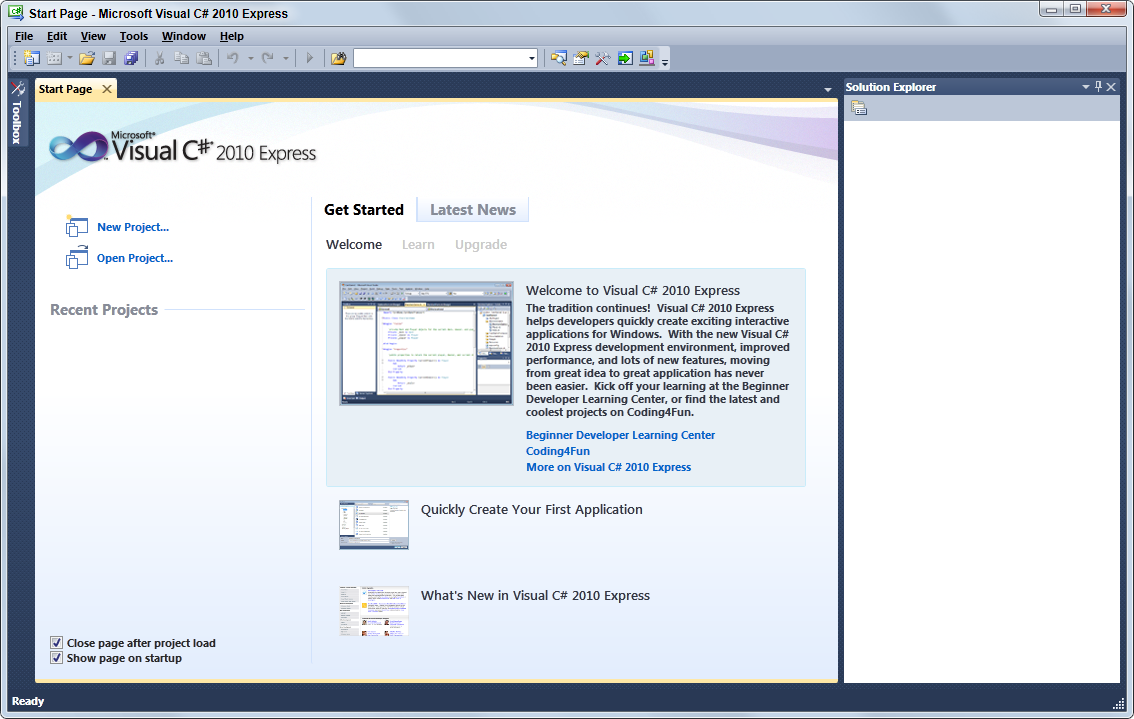 Start Page - Microsoft Visual C# 2010 Express
File Edit View Tools Window Help
Toolbox
Start Page
Solution Explorer
Microsoft®
Visual C#® 2010 Express
New Project...
Open Project...
Recent Projects
Get Started Latest News
Welcome Learn Upgrade
Welcome to Visual C# 2010 Express
The tradition continues!  Visual C# 2010 Express
helps developers quickly create exciting interactive
applications for Windows.  With the new Visual C#
2010 Express development environment, improved
performance, and lots of new features, moving
from great idea to great application has never
been easier.  Kick off your learning at the Beginner
Developer Learning Center, or find the latest and
coolest projects on Coding4Fun.
Beginner Developer Learning Center
Coding4Fun
More on Visual C# 2010 Express
Quickly Create Your First Application
What's New in Visual C# 2010 Express
Close page after project load
Show page on startup
Ready